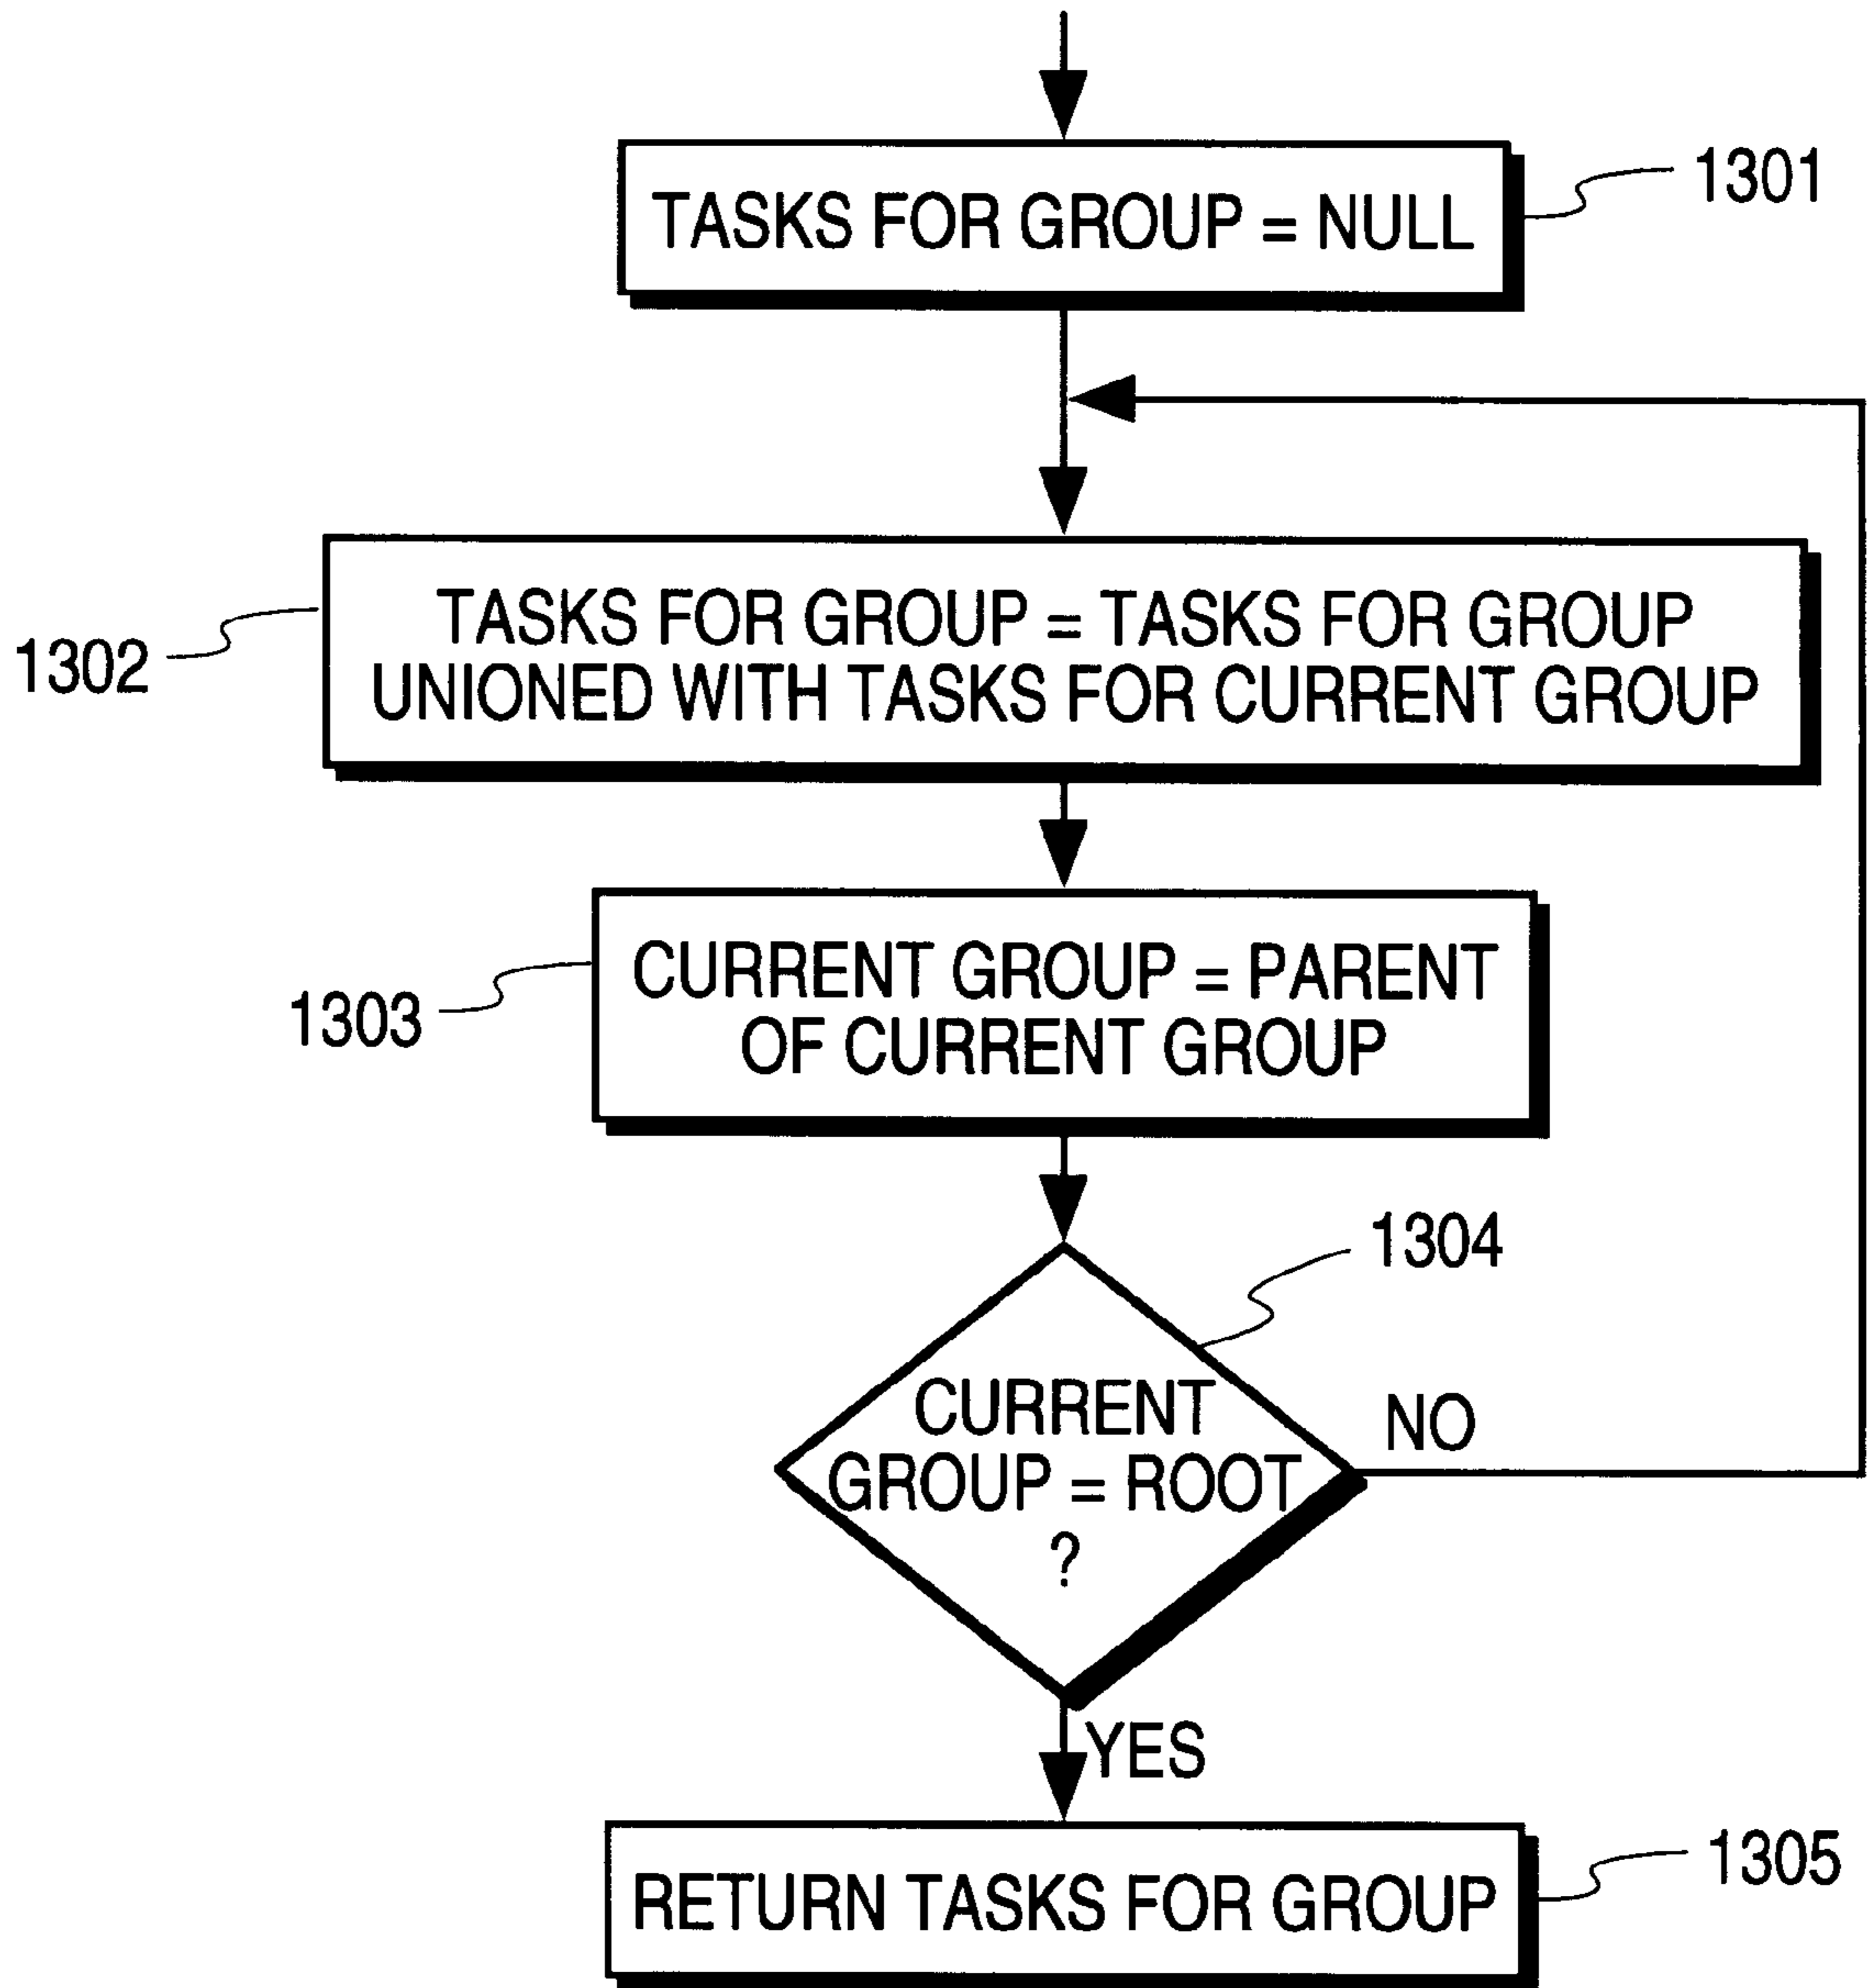 TASKS FOR GROUP = NULL
1301
TASKS FOR GROUP = TASKS FOR GROUP
UNIONED WITH TASKS FOR CURRENT GROUP
1302
CURRENT GROUP = PARENT
OF CURRENT GROUP
1303
1304
CURRENT
GROUP = ROOT
?
NO
YES
RETURN TASKS FOR GROUP
1305